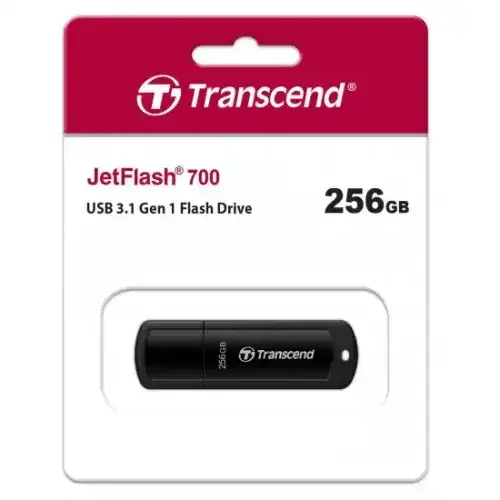 Transcend®
JetFlash® 700
USB 3.1 Gen 1 Flash Drive
256GB
256GB
Transcend